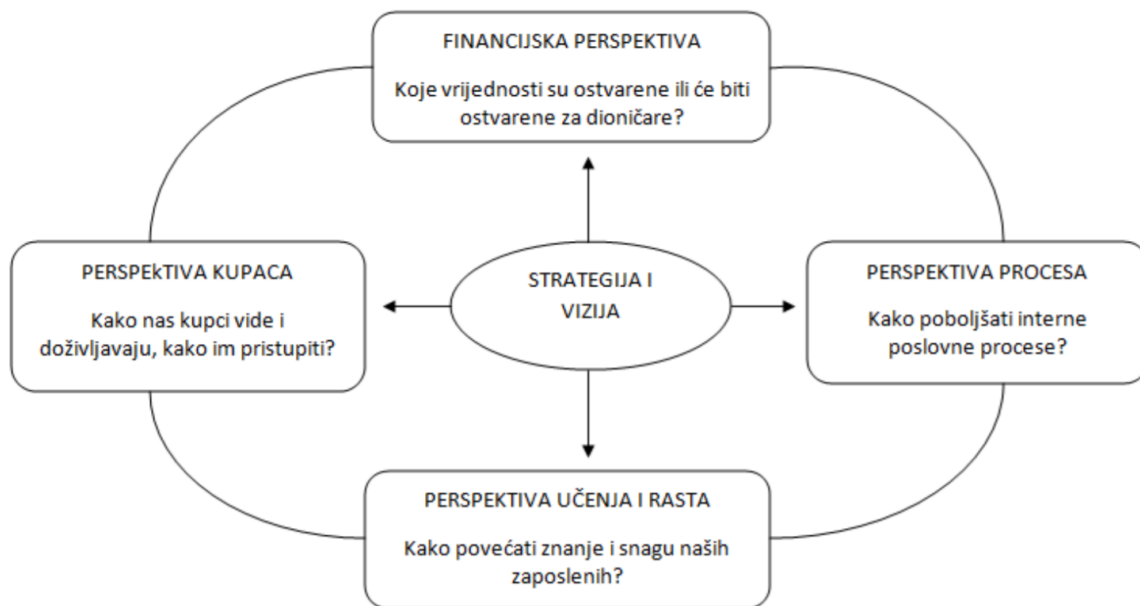 FINANCIJSKA PERSPEKTIVA
Koje vrijednosti su ostvarene ili će biti
ostvarene za dioničare?
PERSPEkTIVA KUPACA
Kako nas kupci vide i
doživljavaju, kako im pristupiti?
STRATEGIJA I
VIZIJA
PERSPEKTIVA PROCESA
Kako poboljšati interne
poslovne procese?
PERSPEKTIVA UČENJA I RASTA
Kako povećati znanje i snagu naših
zaposlenih?